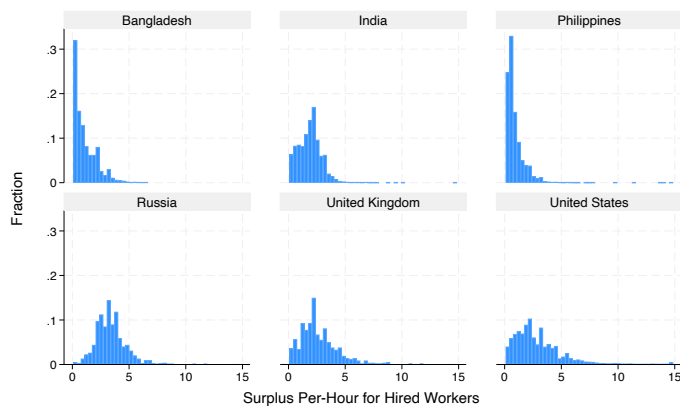 Bangladesh India Philippines
.3
.2
.1
0
Fraction
Russia United Kingdom United States
.3
.2
.1
0
0 5 10 15 0 5 10 15 0 5 10 15
Surplus Per-Hour for Hired Workers